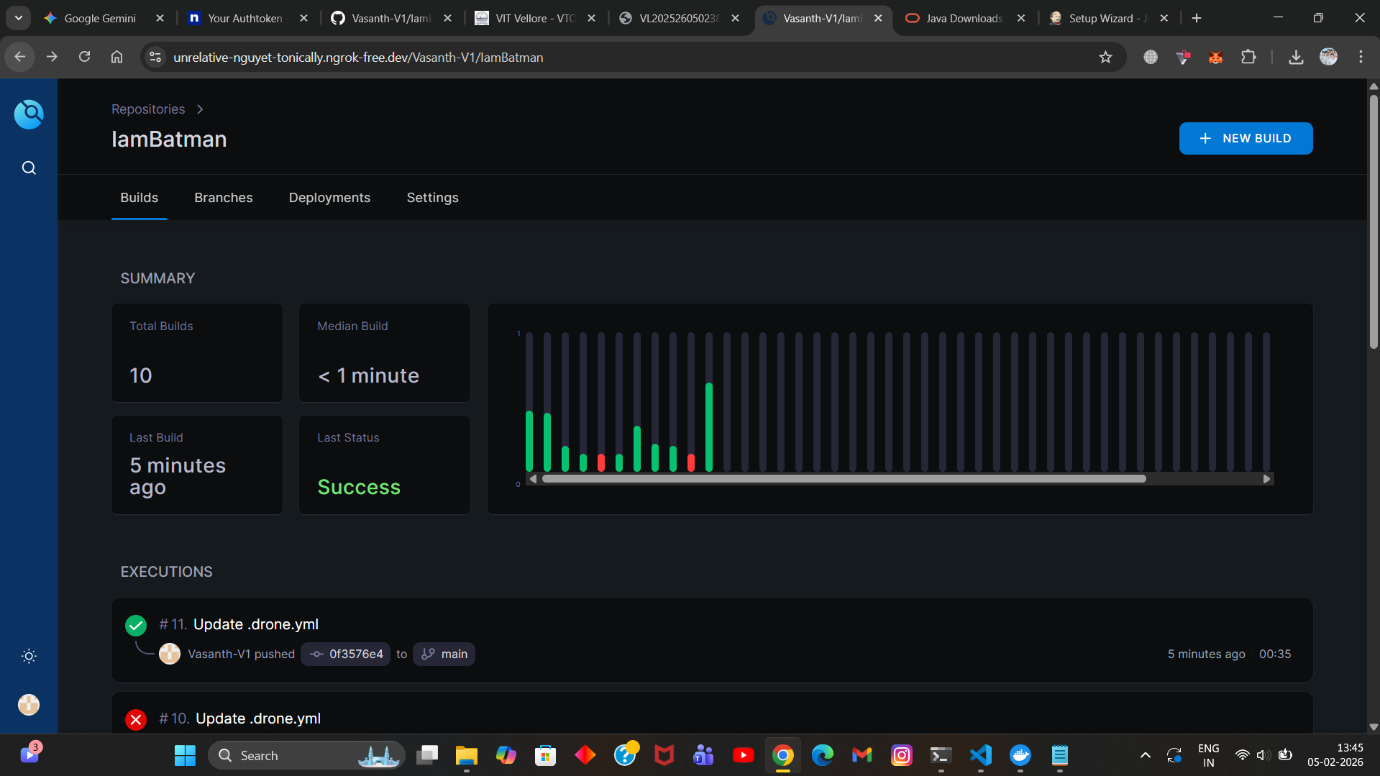 Google Gemini
Your Authtoken
Vasanth-V1/IamI
VIT Vellore - VTO
VL202526050238
Vasanth-V1/IamI
Java Downloads
Setup Wizard - J
unrelative-nguyet-tonically.ngrok-free.dev/Vasanth-V1/IamBatman
Repositories
IamBatman
NEW BUILD
Builds Branches Deployments Settings
SUMMARY
Total Builds
10
Median Build
< 1 minute
Last Build
5 minutes
ago
Last Status
Success
1
0
EXECUTIONS
#11. Update .drone.yml
Vasanth-V1 pushed 0f3576e4 to main
5 minutes ago 00:35
#10. Update .drone.yml
3
Search
ENG
IN
13:45
05-02-2026